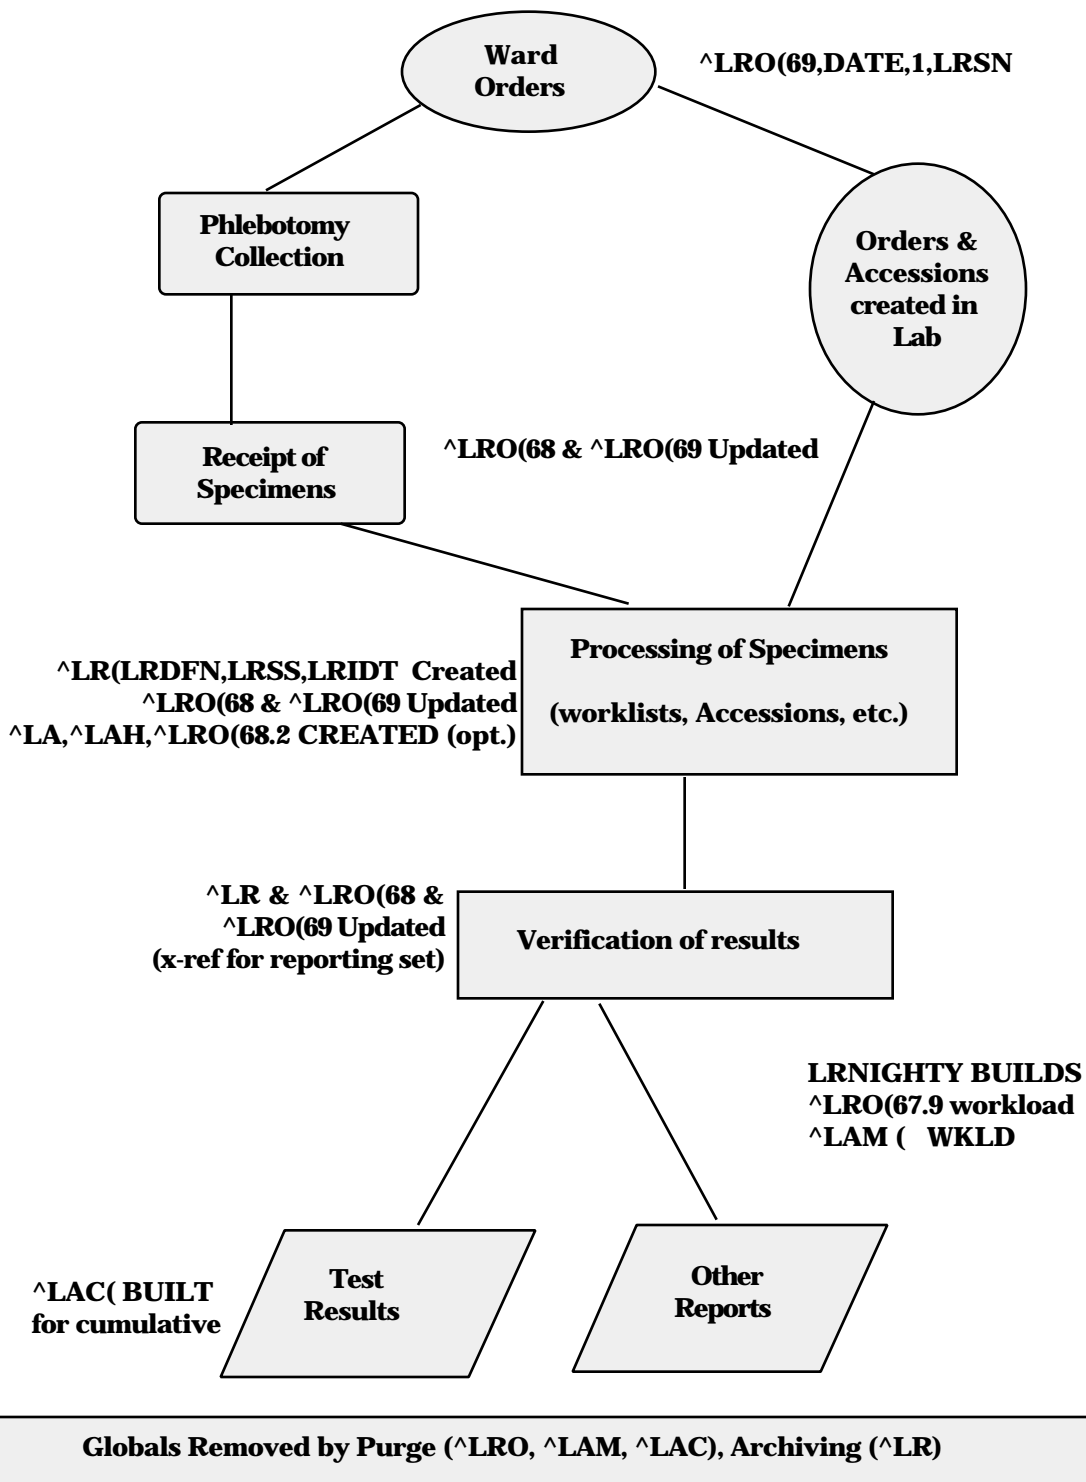 Ward
Orders
^LRO(69,DATE,1,LRSN
Phlebotomy
Collection
Orders &
Accessions
created in
Lab
Receipt of
Specimens
^LRO(68 & ^LRO(69 Updated
Processing of Specimens
(worklists, Accessions, etc.)
^LR(LRDFN,LRSS,LRIDT Created
^LRO(68 & ^LRO(69 Updated
^LA,^LAH,^LRO(68.2 CREATED (opt.)
^LR & ^LRO(68 &
^LRO(69 Updated
(x-ref for reporting set)
Verification of results
LRNIGHTY BUILDS
^LRO(67.9 workload
^LAM ( WKLD
^LAC( BUILT
for cumulative
Test
Results
Other
Reports
Globals Removed by Purge (^LRO, ^LAM, ^LAC), Archiving (^LR)